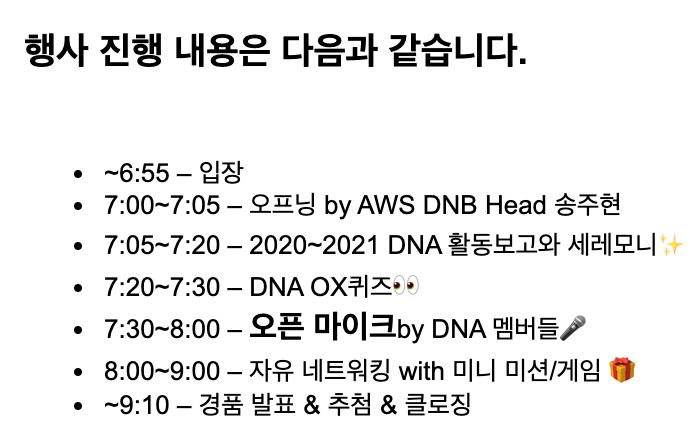 행사 진행 내용은 다음과 같습니다.
• ~6:55 – 입장
• 7:00~7:05 – 오프닝 by AWS DNB Head 송주현
• 7:05~7:20 – 2020~2021 DNA 활동보고와 세레모니✨
• 7:20~7:30 – DNA OX퀴즈👀
• 7:30~8:00 – 오픈 마이크by DNA 멤버들🎤
• 8:00~9:00 – 자유 네트워킹 with 미니 미션/게임 🎁
• ~9:10 – 경품 발표 & 추첨 & 클로징